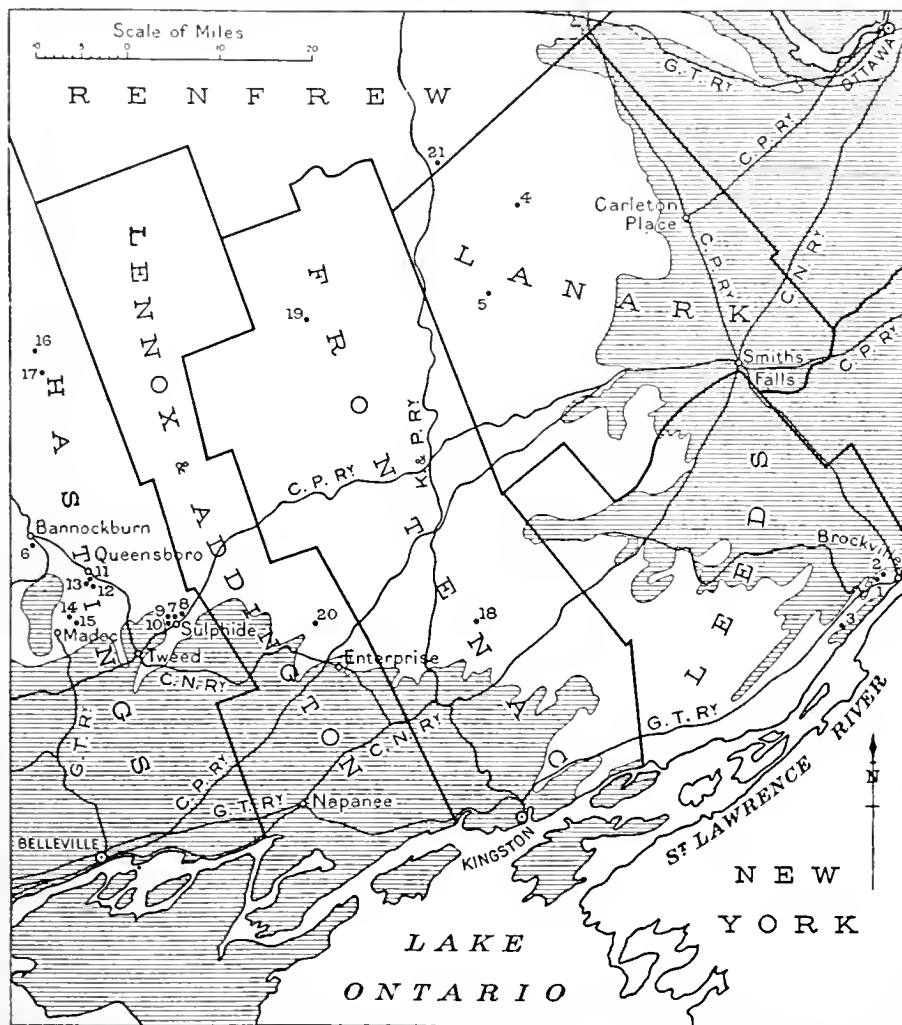 Scale of Miles
10 5 0 10 20
RENFREW
G. T. RY.
OTTAWA
C. P. RY.
21
4
Carleton
Place
C. P. RY.
C. N. RY.
LENNOX & ADDINGTON
FRONTENAC
LANARK
5
19
16
17
HASTINGS
Smiths
Falls
C. P. RY.
K & P. RY.
C. P. RY.
LEEDS
Bannockburn
6
Queensboro
11
13
12
Brockville
2
3
14
15
Madoc
9 7 8
10
Sulphide
20
18
Tweed
Enterprise
C. N. RY.
G. T. RY.
C. P. RY.
C. N. RY.
G. T. RY.
G. T. RY.
Napanee
N
BELLEVILLE
KINGSTON
ST. LAWRENCE RIVER
NEW
YORK
LAKE
ONTARIO